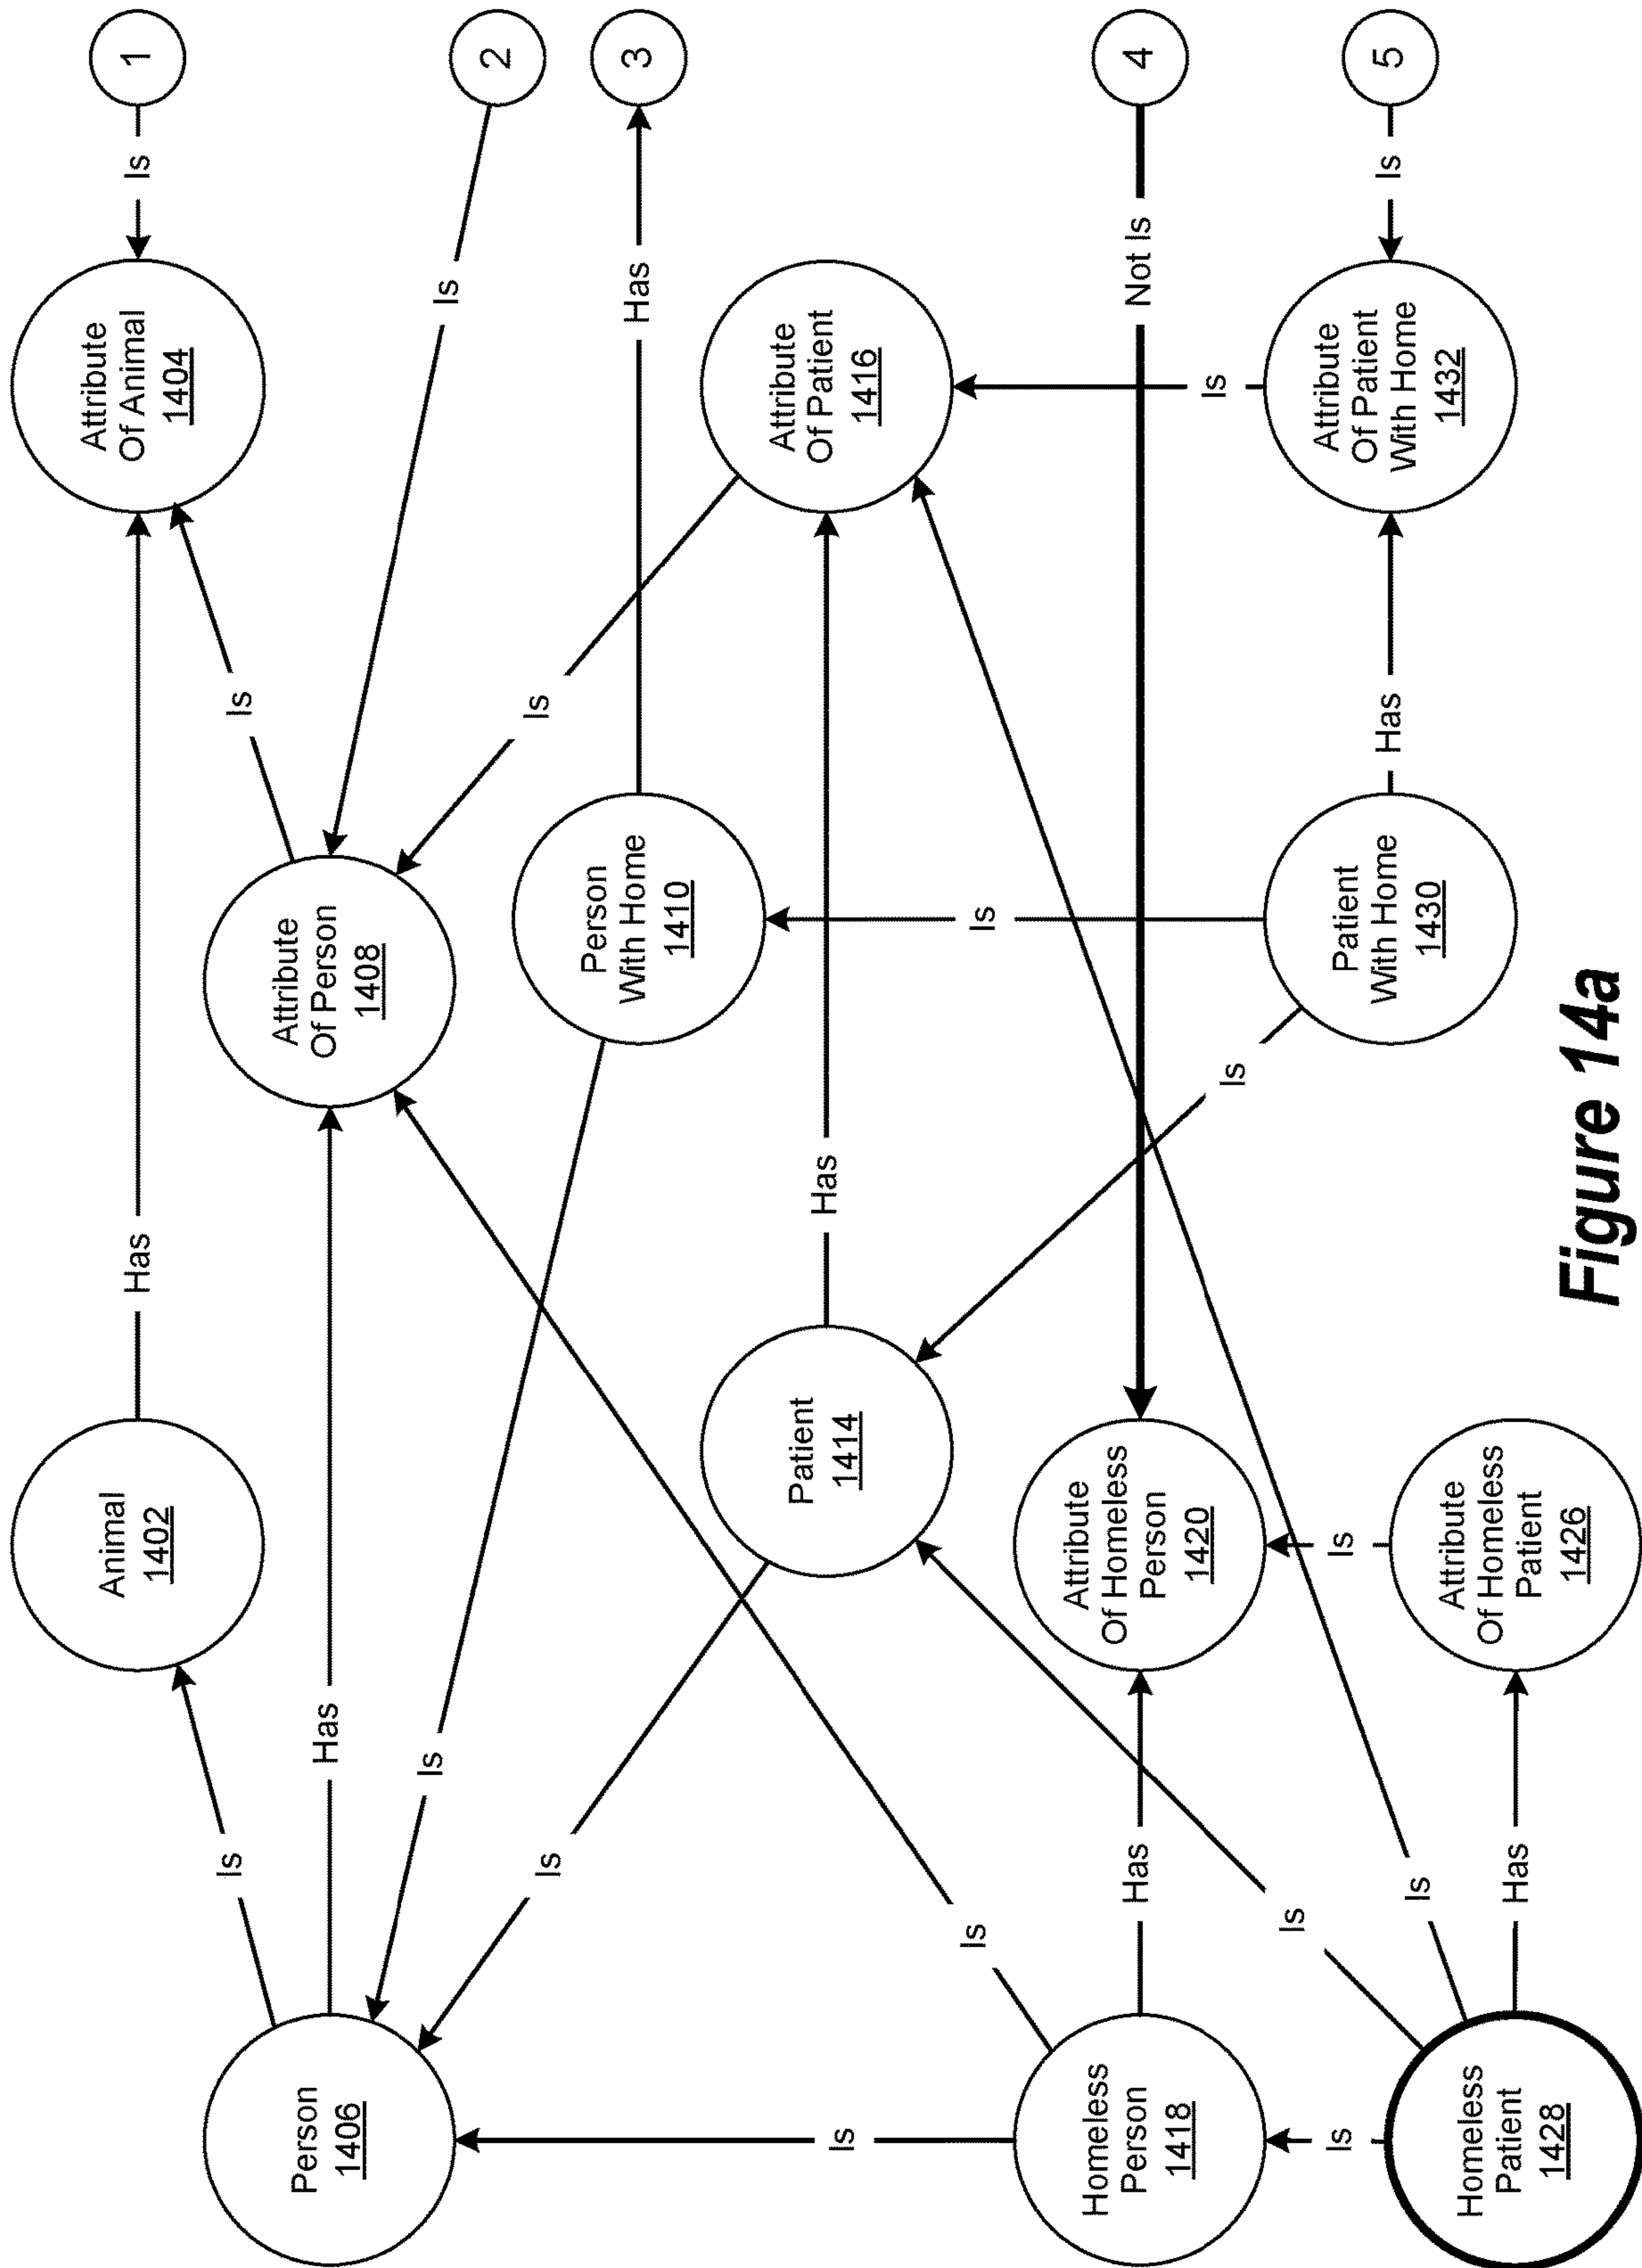 Animal
1402
Has
Attribute
Of Animal
1404
Is
1
Is
Is
Person
1406
Has
Attribute
Of Person
1408
Is
Is
2
Is
Is
Person
With Home
1410
Has
3
Patient
1414
Has
Attribute
Of Patient
1416
Is
Is
Is
Homeless
Person
1418
Has
Attribute
Of Homeless
Person
1420
Not Is
4
Is
Is
Is
Is
Is
Patient
With Home
1430
Has
Attribute
Of Patient
With Home
1432
Is
5
Is
Homeless
Patient
1428
Has
Attribute
Of Homeless
Patient
1426
Figure 14a